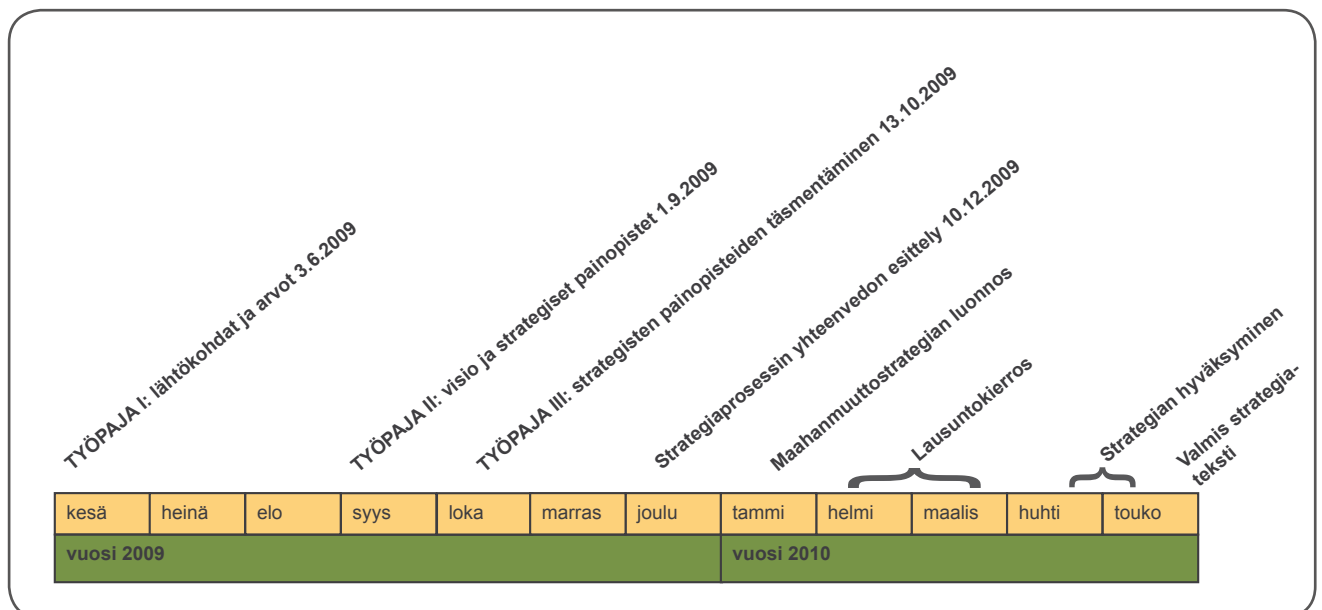 TYÖPAJA I: lähtökohdat ja arvot 3.6.2009
TYÖPAJA II: visio ja strategiset painopistet 1.9.2009
TYÖPAJA III: strategisten painopisteiden täsmentäminen 13.10.2009
Strategiaprosessin yhteenvedon esittely 10.12.2009
Maahanmuuttostrategian luonnos
Lausuntokierros
Strategian hyväksyminen
Valmis strategia-
teksti
kesä heinä elo syys loka marras joulu tammi helmi maalis huhti touko
vuosi 2009 vuosi 2010